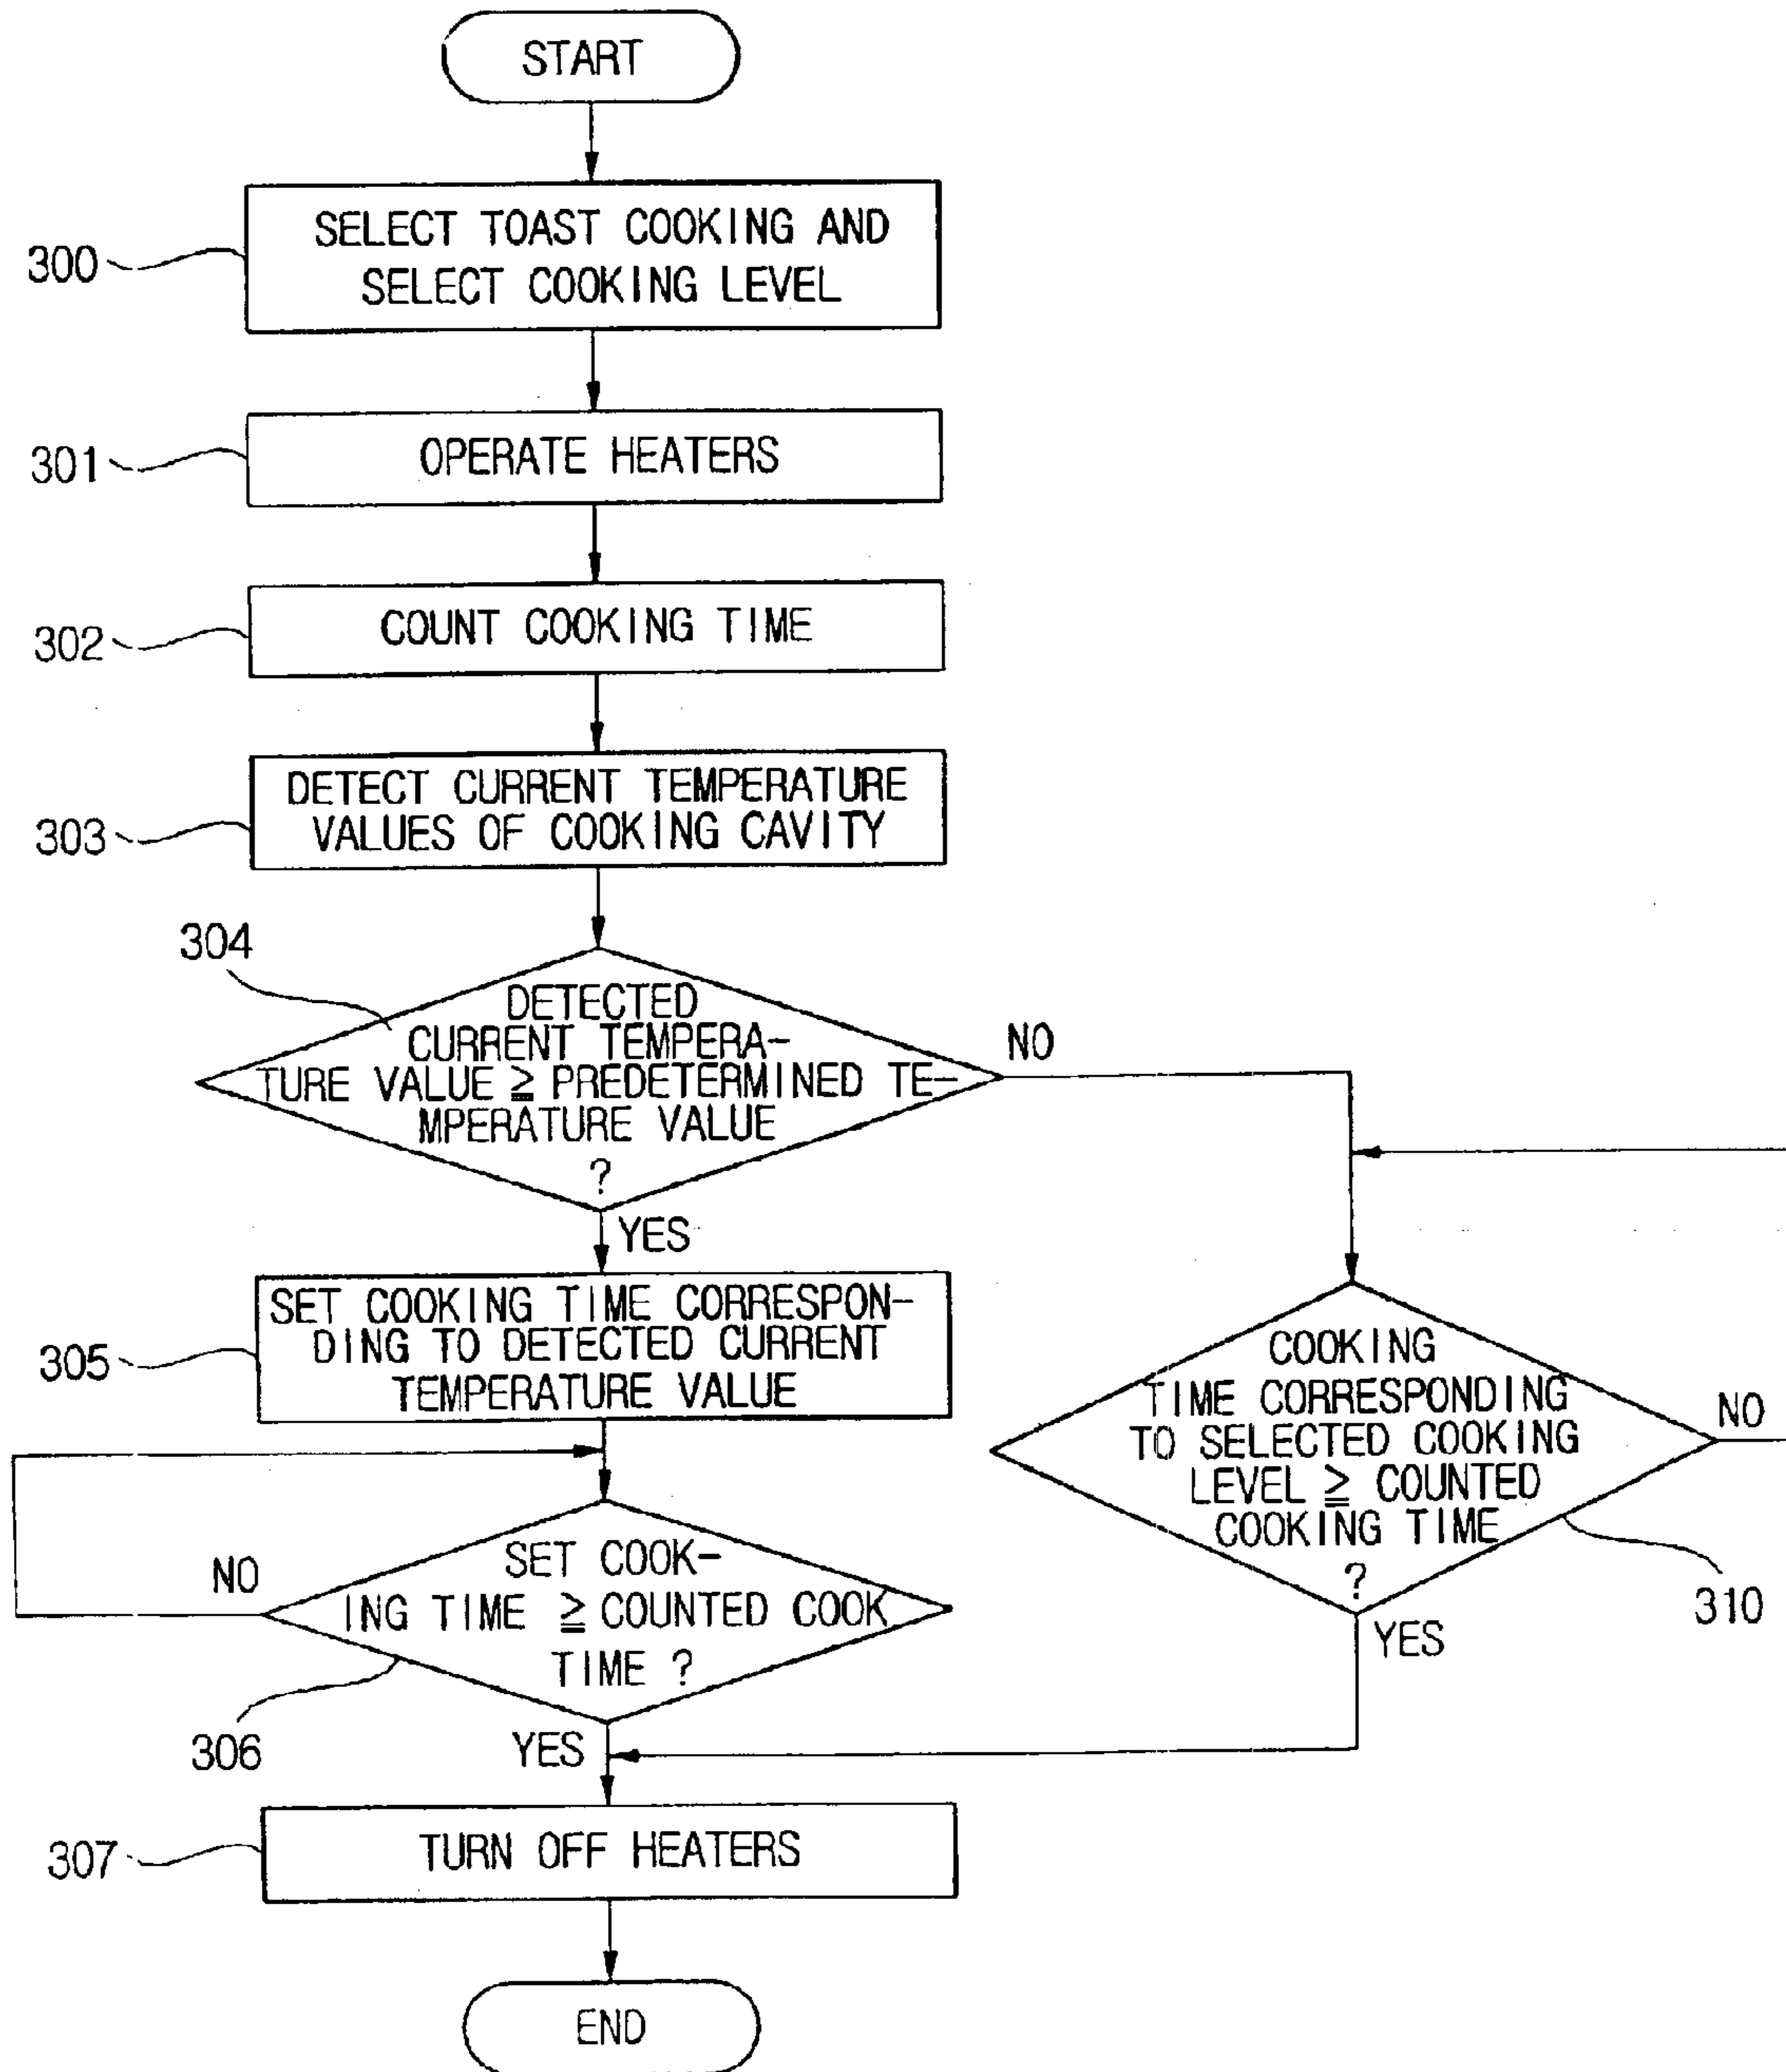 START
300
SELECT TOAST COOKING AND
SELECT COOKING LEVEL
301
OPERATE HEATERS
302
COUNT COOKING TIME
303
DETECT CURRENT TEMPERATURE
VALUES OF COOKING CAVITY
304
DETECTED
CURRENT TEMPERA-
TURE VALUE ≧ PREDETERMINED TE-
MPERATURE VALUE
?
NO
YES
305
SET COOKING TIME CORRESPON-
DING TO DETECTED CURRENT
TEMPERATURE VALUE
COOKING
TIME CORRESPONDING
TO SELECTED COOKING
LEVEL ≧ COUNTED
COOKING TIME
?
NO
310
YES
NO
SET COOK-
ING TIME ≧ COUNTED COOK
TIME ?
306
YES
307
TURN OFF HEATERS
END